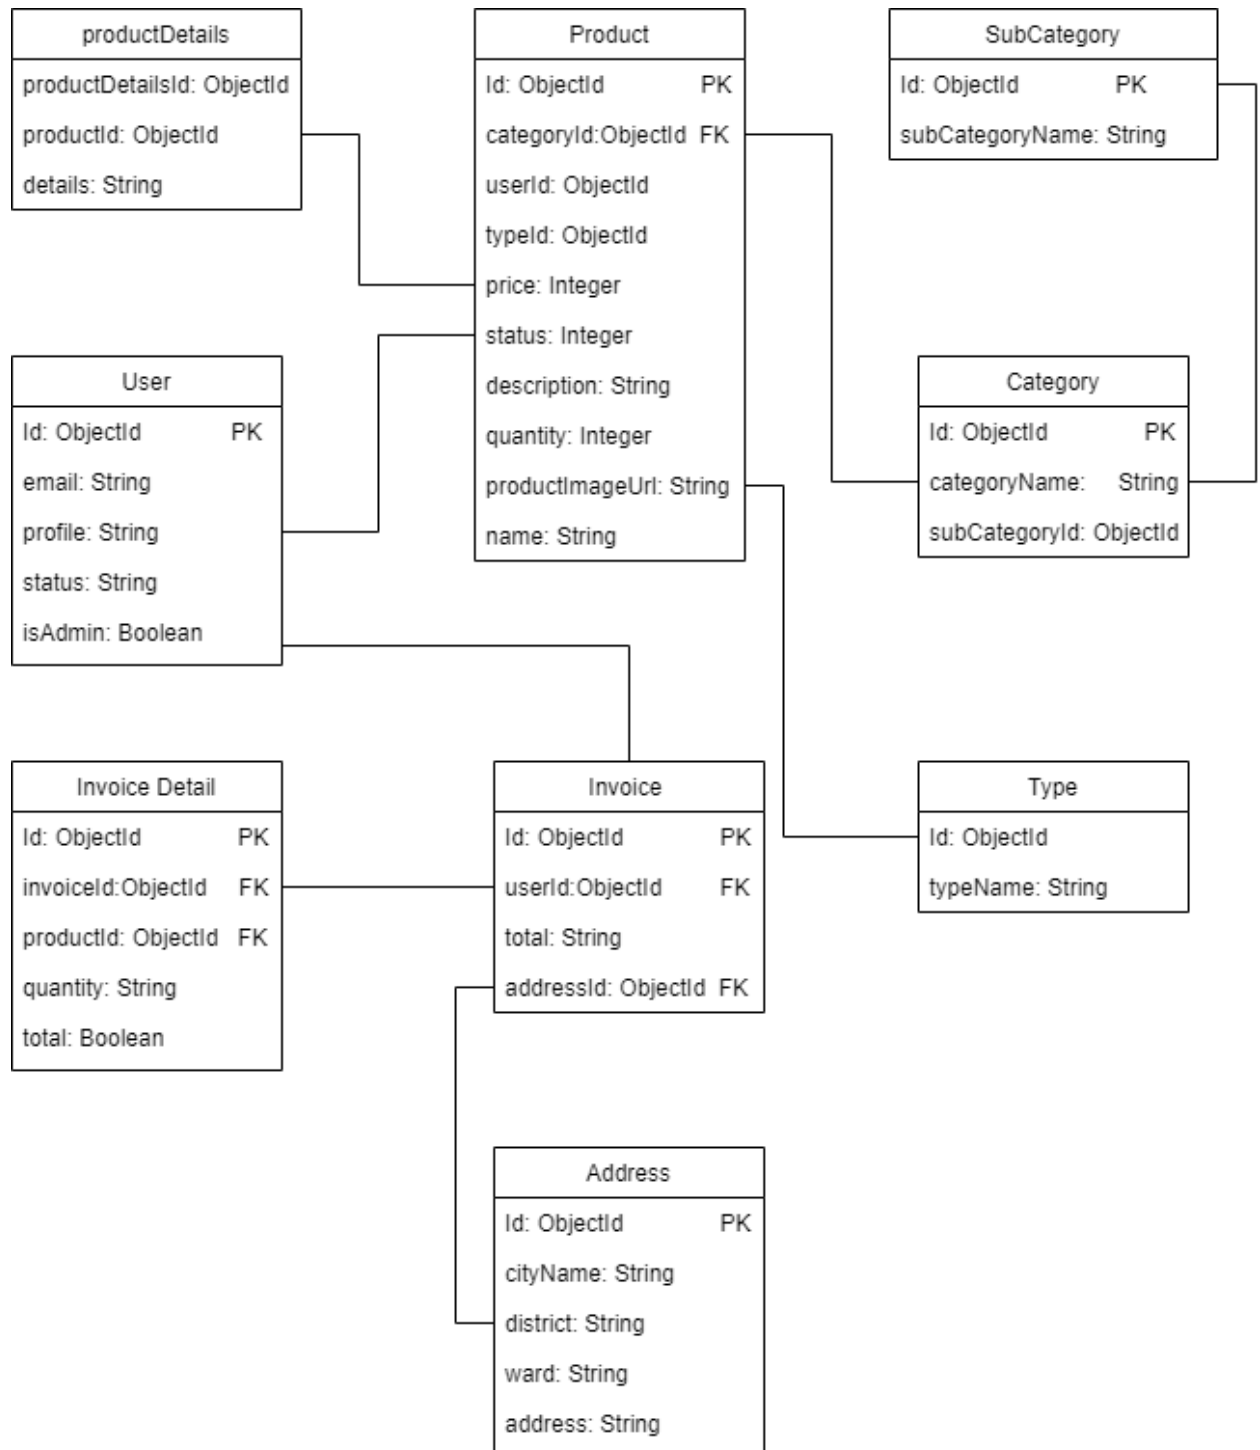 productDetails
productDetailsId: ObjectId
productId: ObjectId
details: String
Product
Id: ObjectId PK
categoryId:ObjectId FK
userId: ObjectId
typeId: ObjectId
price: Integer
status: Integer
description: String
quantity: Integer
productImageUrl: String
name: String
SubCategory
Id: ObjectId PK
subCategoryName: String
User
Id: ObjectId PK
email: String
profile: String
status: String
isAdmin: Boolean
Category
Id: ObjectId PK
categoryName: String
subCategoryId: ObjectId
Invoice Detail
Id: ObjectId PK
invoiceId:ObjectId FK
productId: ObjectId FK
quantity: String
total: Boolean
Invoice
Id: ObjectId PK
userId:ObjectId FK
total: String
addressId: ObjectId FK
Type
Id: ObjectId
typeName: String
Address
Id: ObjectId PK
cityName: String
district: String
ward: String
address: String